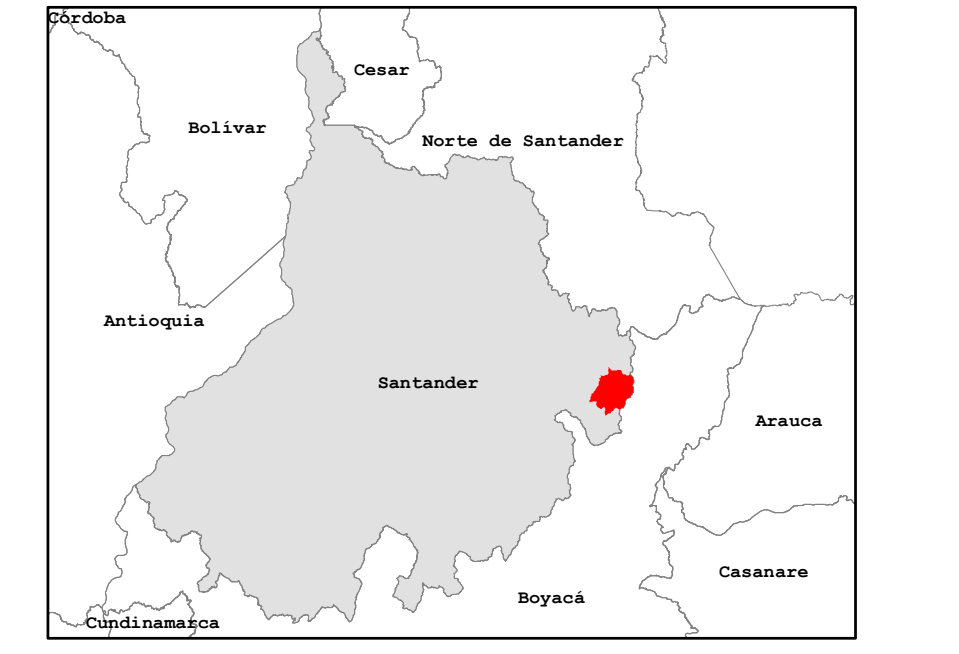 Córdoba
Cesar
Bolívar
Norte de Santander
Antioquia
Santander
Arauca
Casanare
Boyacá
Cundinamarca